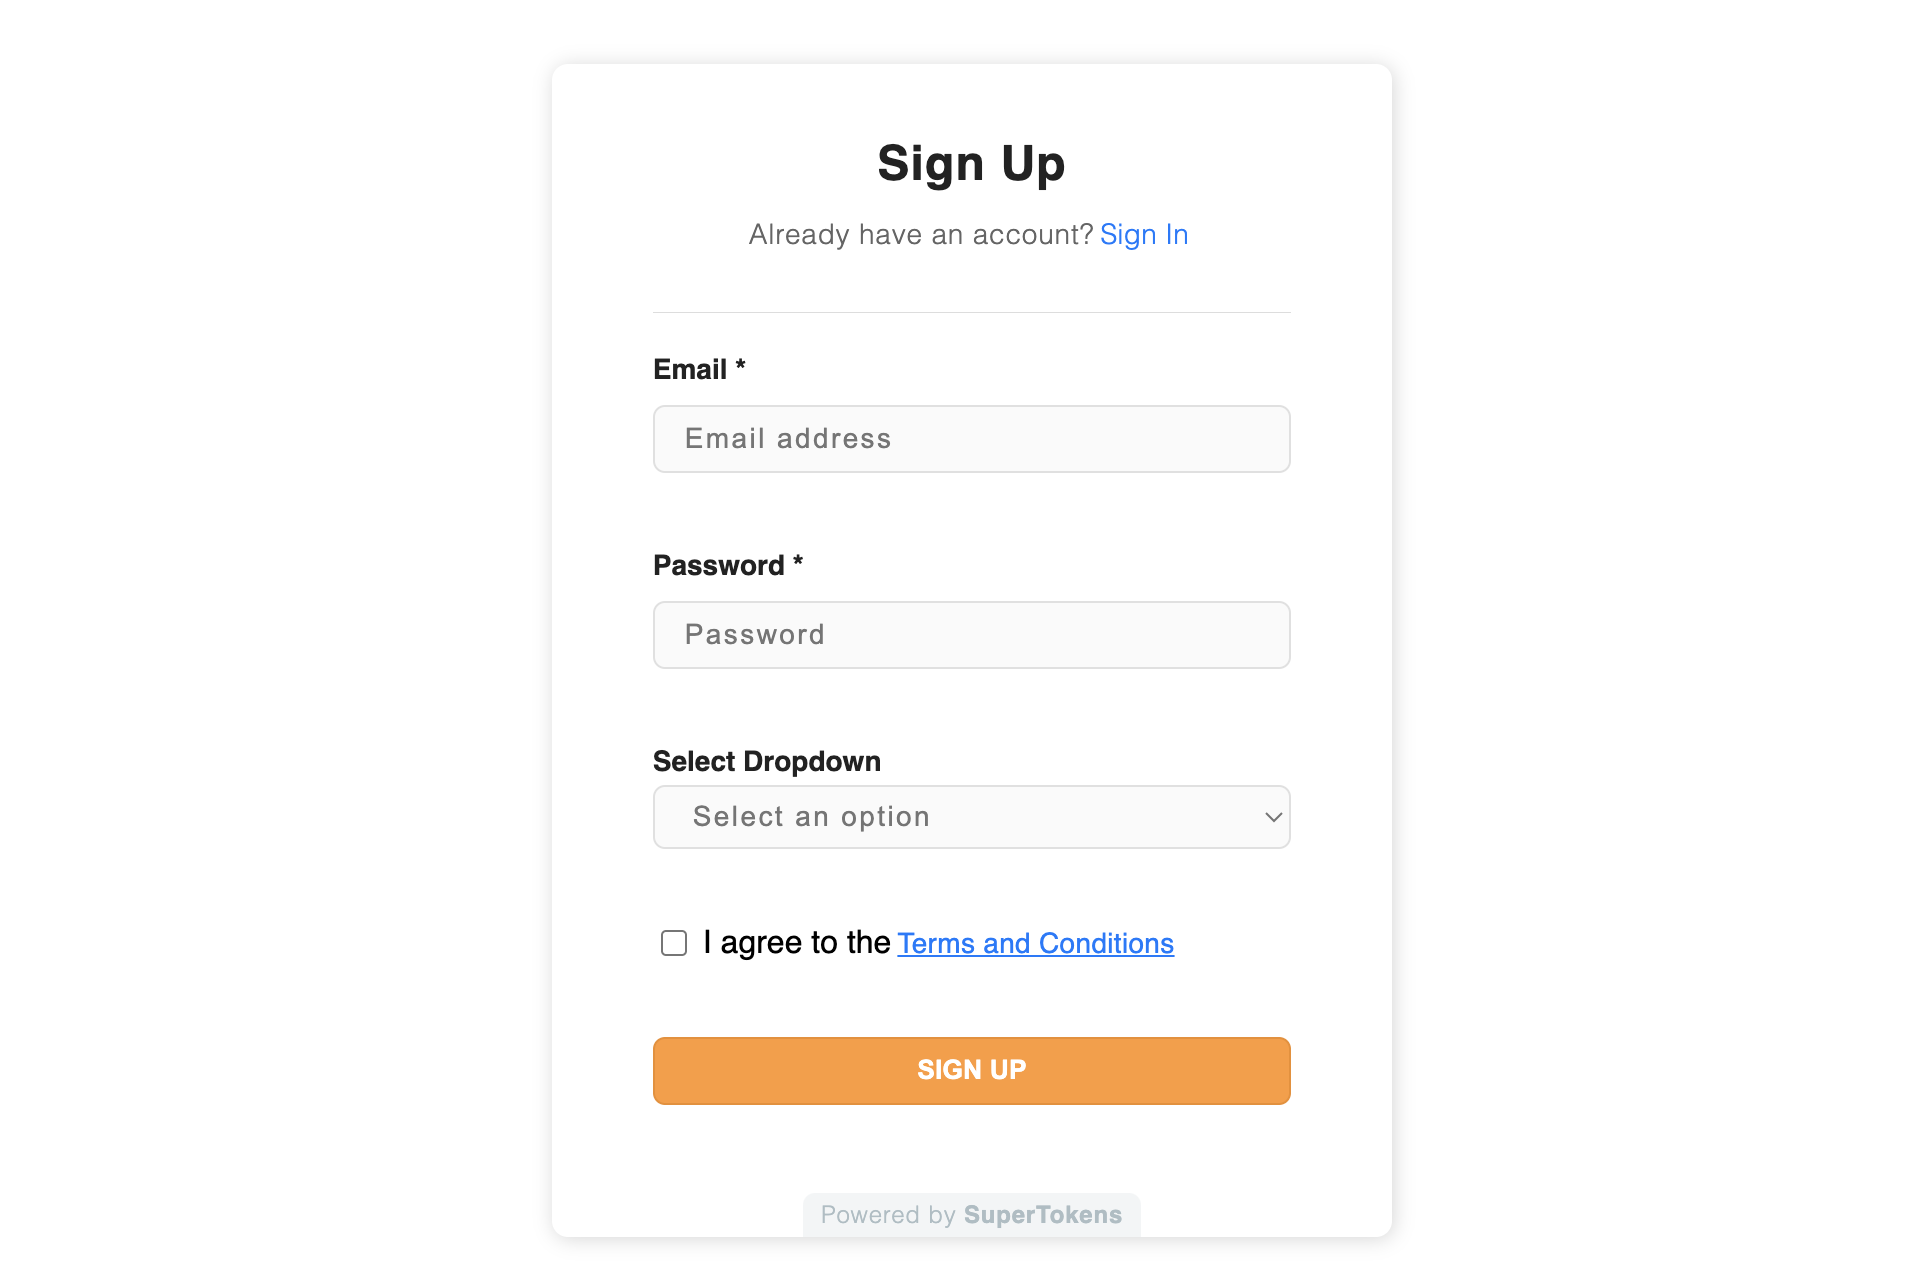 Sign Up
Already have an account? Sign In
Email *
Email address
Password *
Password
Select Dropdown
Select an option
I agree to the Terms and Conditions
SIGN UP
Powered by SuperTokens